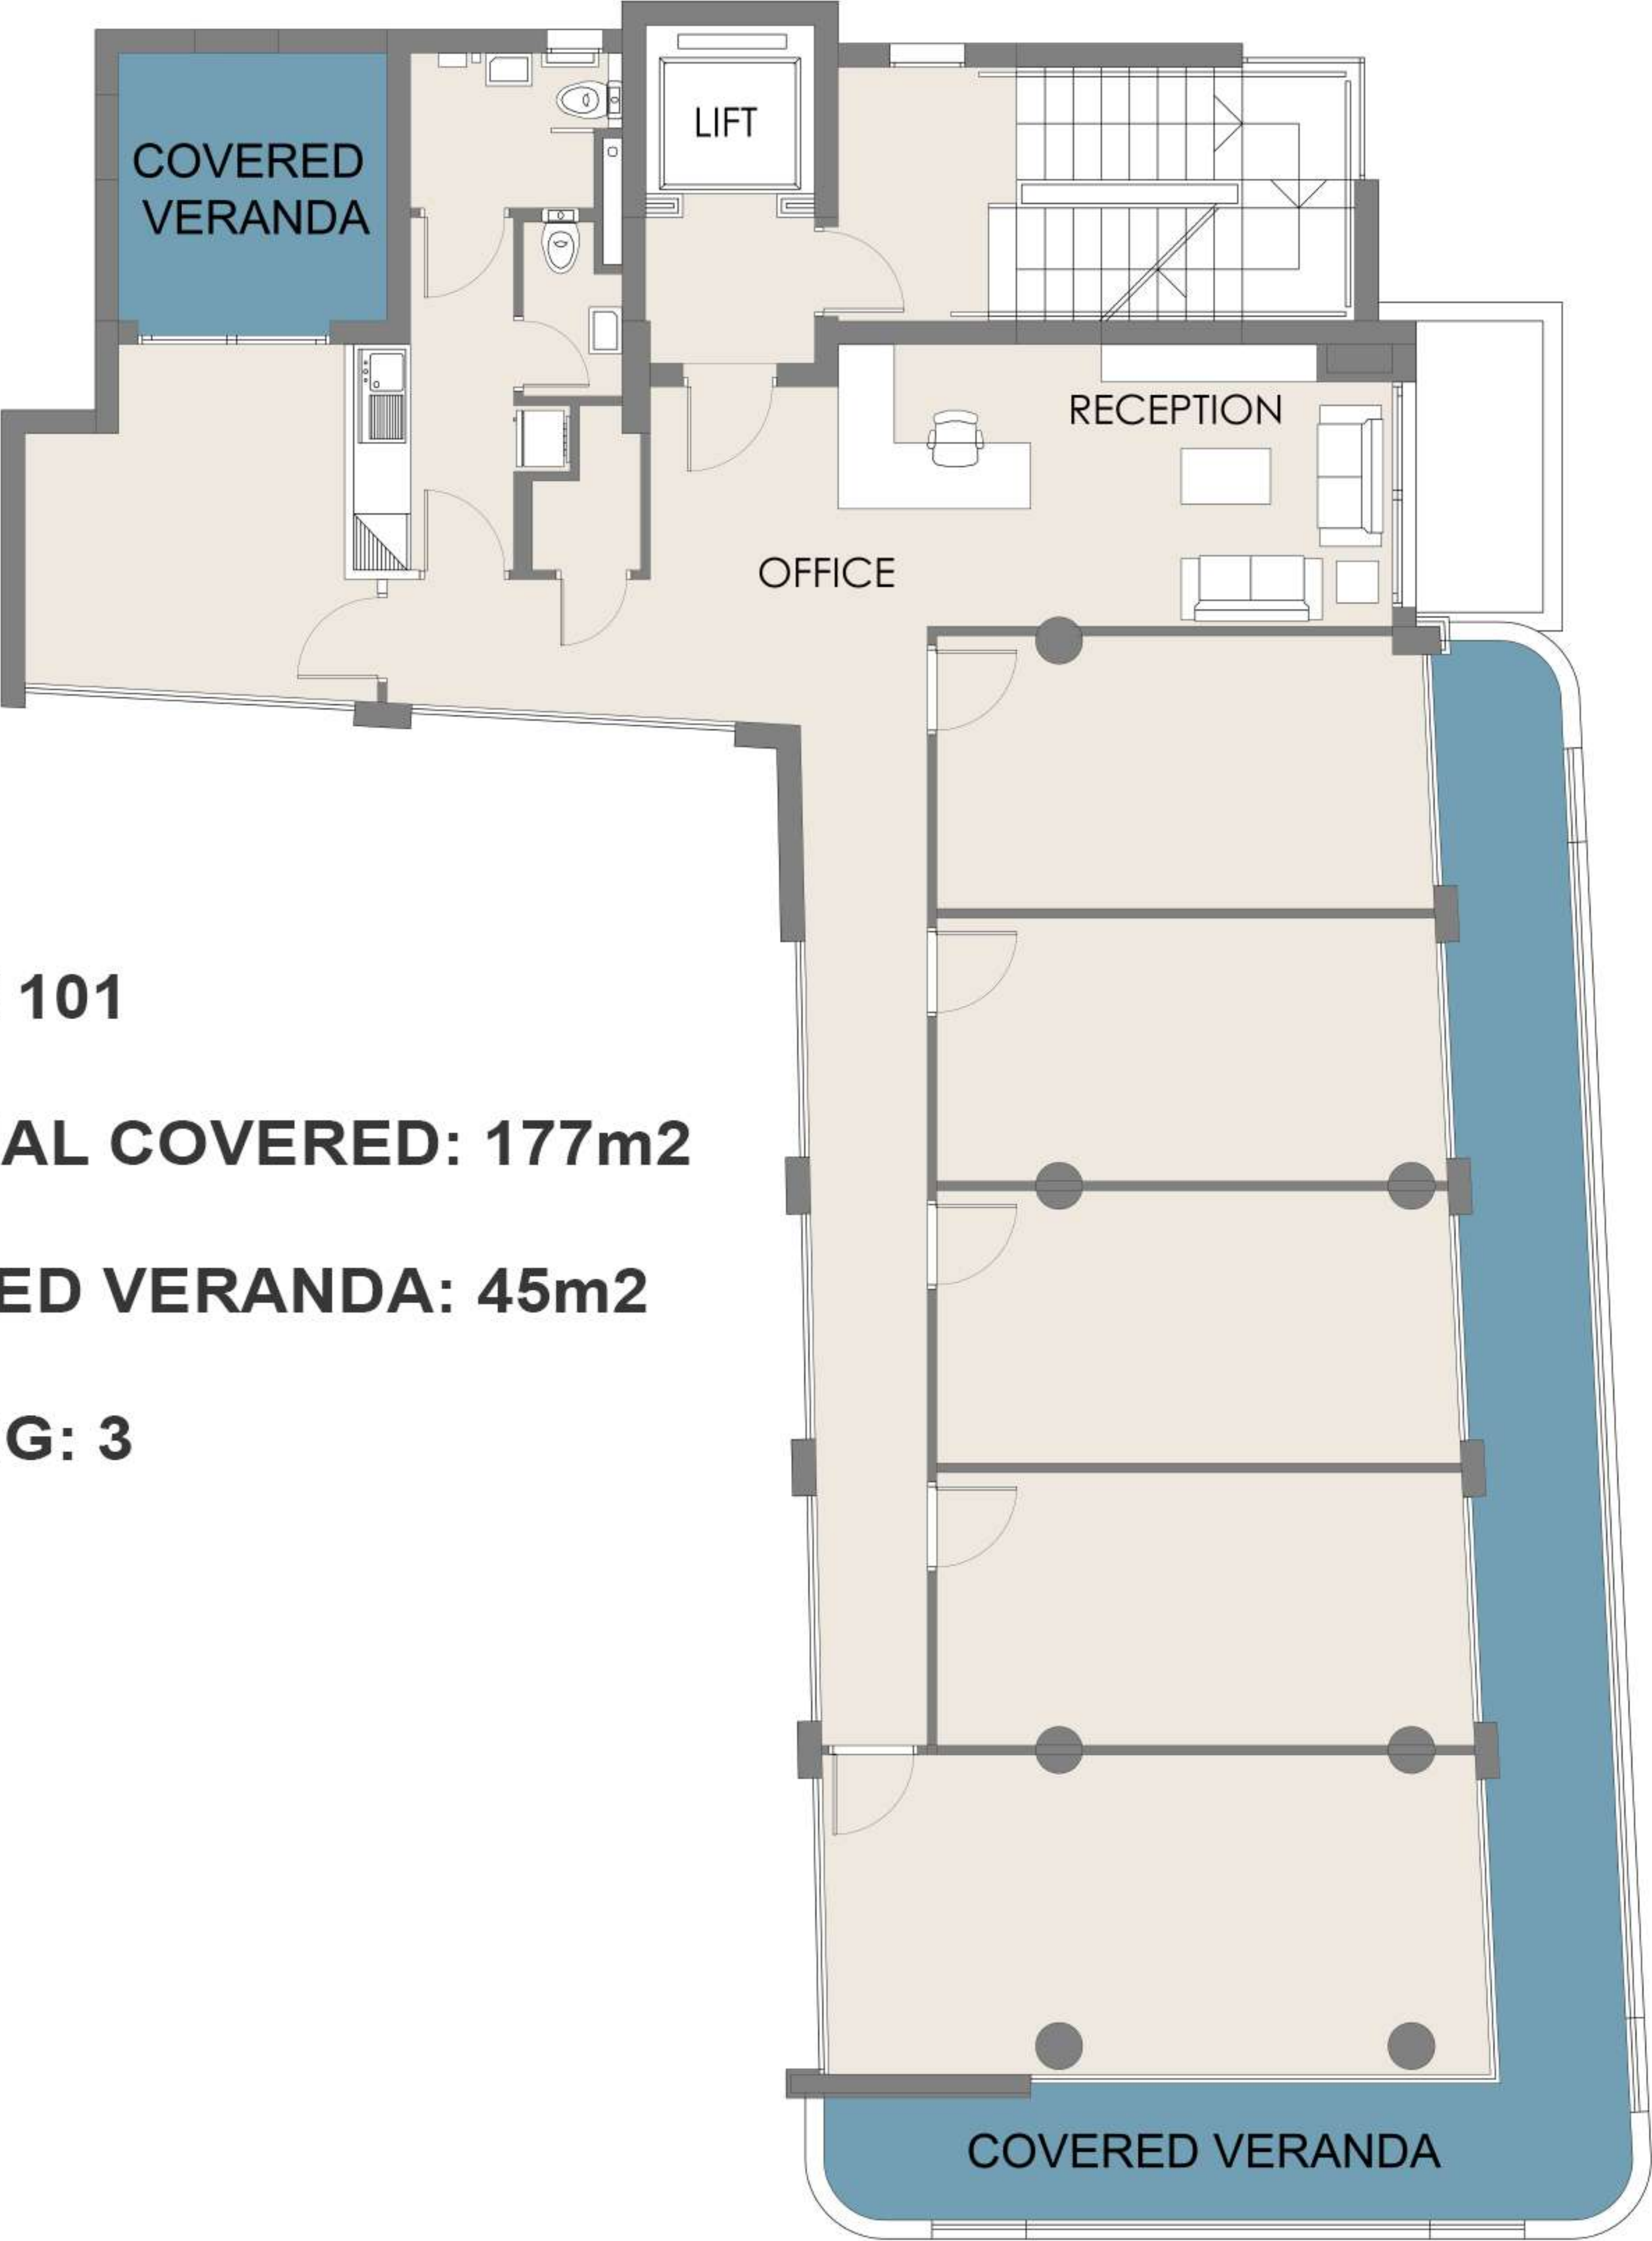 COVERED
VERANDA
LIFT
RECEPTION
OFFICE
101
AL COVERED: 177m2
ED VERANDA: 45m2
G: 3
COVERED VERANDA